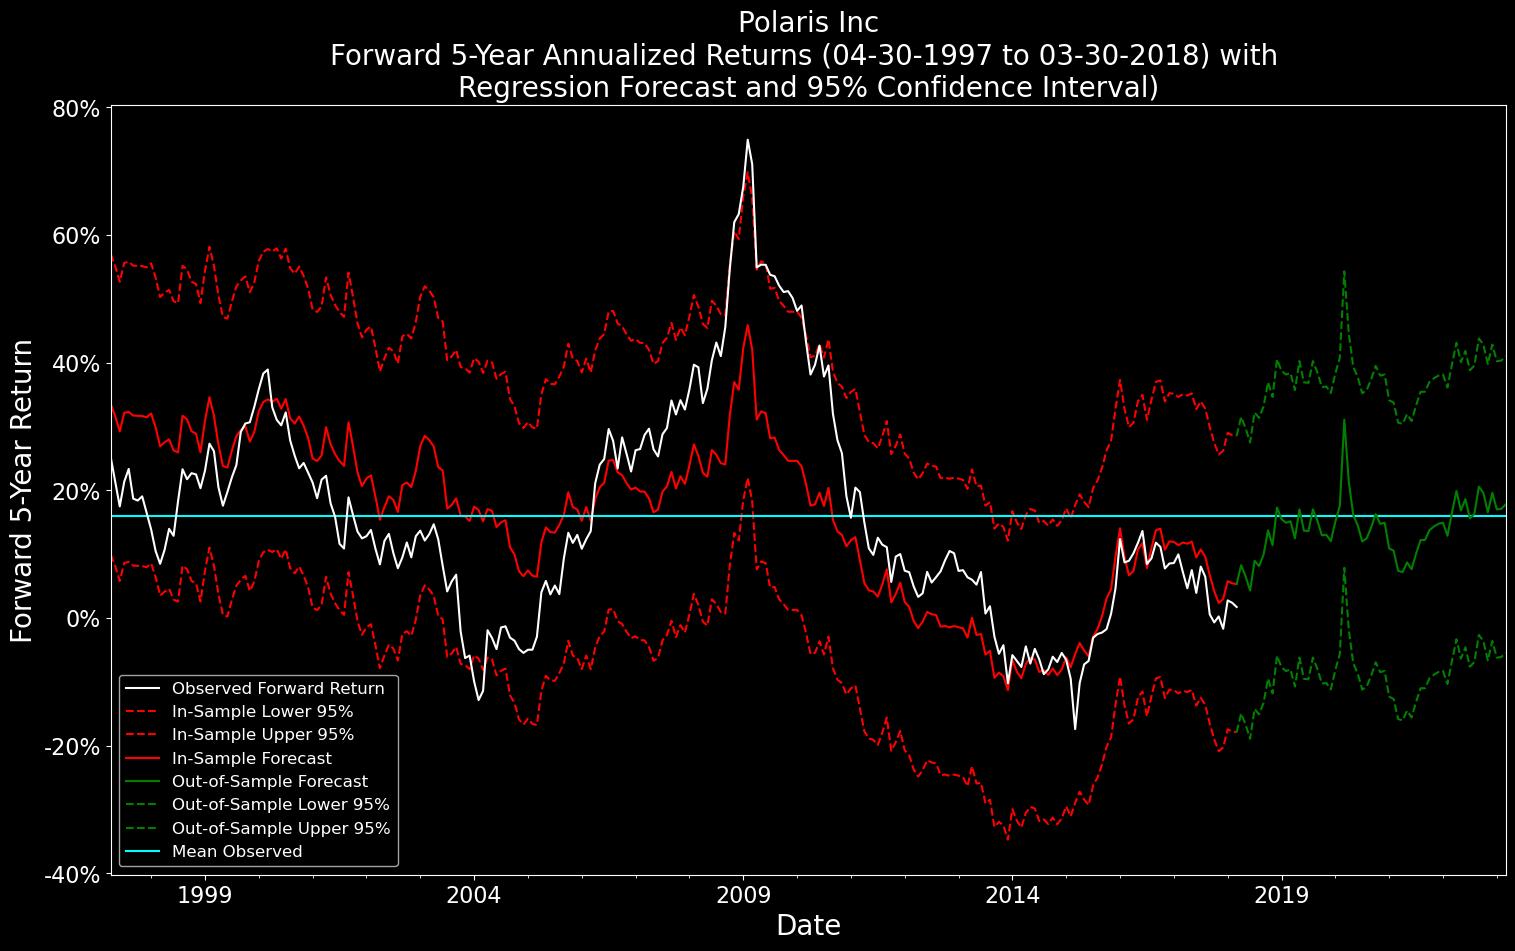 Polaris Inc
Forward 5-Year Annualized Returns (04-30-1997 to 03-30-2018) with
Regression Forecast and 95% Confidence Interval)
80%
60%
40%
20%
0%
-20%
-40%
Forward 5-Year Return
Observed Forward Return
In-Sample Lower 95%
In-Sample Upper 95%
In-Sample Forecast
Out-of-Sample Forecast
Out-of-Sample Lower 95%
Out-of-Sample Upper 95%
Mean Observed
1999 2004 2009 2014 2019
Date